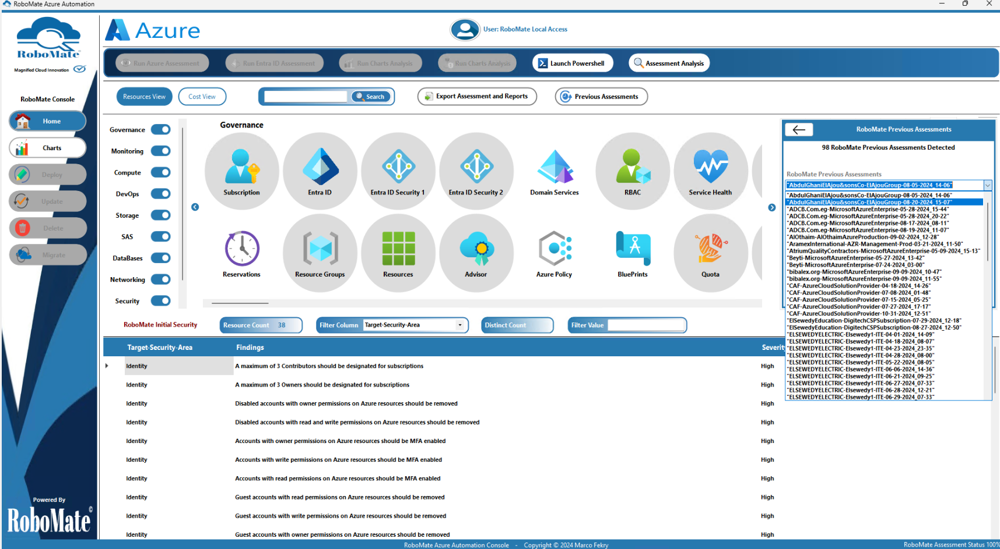 RoboMate Azure Automation
RoboMate
Magnified Cloud Innovation
Azure
User: RoboMate Local Access
Run Azure Assessment
Run Entra ID Assessment
Run Charts Analysis
Run Charts Analysis
Launch Powershell
Assessment Analysis
Resources View
Cost View
Search
Export Assessment and Reports
Previous Assessments
RoboMate Console
Home
Charts
Deploy
Update
Delete
Migrate
Powered By
RoboMate©
Governance
Monitoring
Compute
DevOps
Storage
SAS
DataBases
Networking
Security
Governance
Subscription
Entra ID
Entra ID Security 1
Entra ID Security 2
Domain Services
RBAC
Service Health
Reservations
Resource Groups
Resources
Advisor
Azure Policy
BluePrints
Quota
RoboMate Previous Assessments
98 RoboMate Previous Assessments Detected
RoboMate Previous Assessments
"AbdulGhaniElAjou&sonsCo-ElAjouGroup-08-05-2024_14-06"
"AbdulGhaniElAjou&sonsCo-ElAjouGroup-08-05-2024_14-06"
"AbdulGhaniElAjou&sonsCo-ElAjouGroup-08-20-2024_15-07"
"ADCB.Com.eg-MicrosoftAzureEnterprise-05-28-2024_15-44"
"ADCB.Com.eg-MicrosoftAzureEnterprise-05-28-2024_20-22"
"ADCB.Com.eg-MicrosoftAzureEnterprise-08-17-2024_08-11"
"ADCB.Com.eg-MicrosoftAzureEnterprise-08-19-2024_11-07"
"AlOthaim-AlOthaimAzureProduction-09-02-2024_12-28"
"AramexInternational-AZR-Management-Prod-03-21-2024_11-50"
"AtriumQualityContractors-MicrosoftAzureEnterprise-05-09-2024_15-13"
"Beyti-MicrosoftAzureEnterprise-05-27-2024_13-42"
"Beyti-MicrosoftAzureEnterprise-07-24-2024_03-00"
"bibalex.org-MicrosoftAzureEnterprise-09-09-2024_10-47"
"bibalex.org-MicrosoftAzureEnterprise-09-09-2024_11-55"
"CAF-AzureCloudSolutionProvider-04-18-2024_14-26"
"CAF-AzureCloudSolutionProvider-07-08-2024_01-48"
"CAF-AzureCloudSolutionProvider-07-15-2024_05-25"
"CAF-AzureCloudSolutionProvider-07-27-2024_17-17"
"CAF-AzureCloudSolutionProvider-10-31-2024_12-51"
"ElSewedyEducation-DigitechCSPSubscription-07-29-2024_12-18"
"ElSewedyEducation-DigitechCSPSubscription-08-27-2024_12-50"
"ELSEWEDYELECTRIC-Elsewedy1-ITE-04-01-2024_14-09"
"ELSEWEDYELECTRIC-Elsewedy1-ITE-04-18-2024_08-07"
"ELSEWEDYELECTRIC-Elsewedy1-ITE-04-23-2024_23-35"
"ELSEWEDYELECTRIC-Elsewedy1-ITE-04-28-2024_08-00"
"ELSEWEDYELECTRIC-Elsewedy1-ITE-05-22-2024_08-05"
"ELSEWEDYELECTRIC-Elsewedy1-ITE-06-06-2024_14-36"
"ELSEWEDYELECTRIC-Elsewedy1-ITE-06-21-2024_09-25"
"ELSEWEDYELECTRIC-Elsewedy1-ITE-06-27-2024_07-33"
"ELSEWEDYELECTRIC-Elsewedy1-ITE-06-28-2024_12-21"
"ELSEWEDYELECTRIC-Elsewedy1-ITE-06-29-2024_07-33"
RoboMate Initial Security
Resource Count 38
Filter Column Target-Security-Area
Distinct Count
Filter Value
Target-Security-Area Findings Severity
Identity A maximum of 3 Contributors should be designated for subscriptions High
Identity A maximum of 3 Owners should be designated for subscriptions High
Identity Disabled accounts with owner permissions on Azure resources should be removed High
Identity Disabled accounts with read and write permissions on Azure resources should be removed High
Identity Accounts with owner permissions on Azure resources should be MFA enabled High
Identity Accounts with write permissions on Azure resources should be MFA enabled High
Identity Accounts with read permissions on Azure resources should be MFA enabled High
Identity Guest accounts with read permissions on Azure resources should be removed High
Identity Guest accounts with write permissions on Azure resources should be removed High
Identity Guest accounts with owner permissions on Azure resources should be removed High
RoboMate Azure Automation Console - Copyright © 2024 Marco Fekry
RoboMate Assessment Status 100%